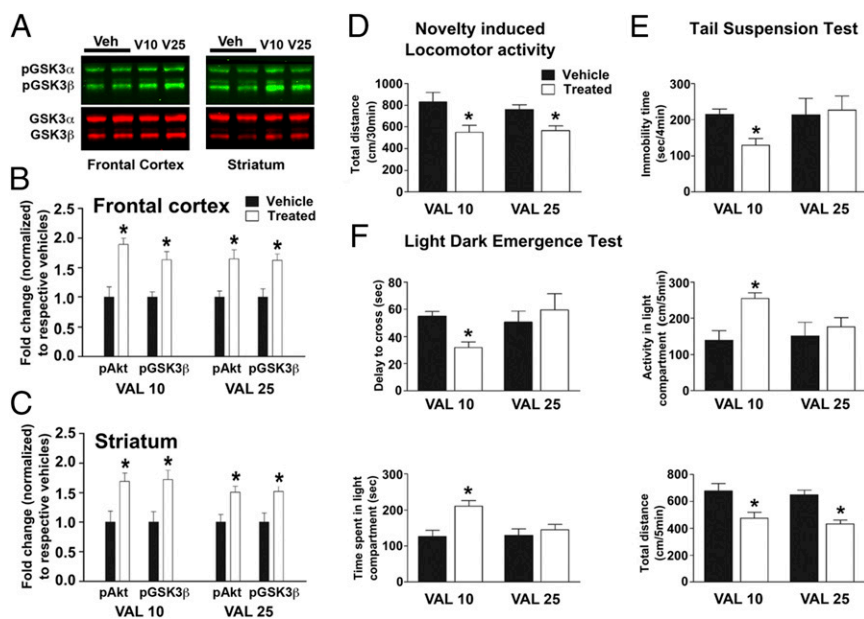 A
Veh V10 V25
Veh V10 V25
pGSK3α
pGSK3β
GSK3α
GSK3β
Frontal Cortex
Striatum
B
Frontal cortex
Vehicle
Treated
Fold change (normalized)
to respective vehicles)
2.5
2.0
1.5
1.0
0.5
0.0
* * * *
pAkt pGSK3β pAkt pGSK3β
VAL 10 VAL 25
C
Striatum
Fold change (normalized)
to respective vehicles)
2.5
2.0
1.5
1.0
0.5
0.0
* * * *
pAkt pGSK3β pAkt pGSK3β
VAL 10 VAL 25
D
Novelty induced
Locomotor activity
Vehicle
Treated
Total distance
(cm/30min)
1000
800
600
400
200
0
* *
VAL 10 VAL 25
E
Tail Suspension Test
Immobility time
(sec/4min)
300
200
100
0
*
VAL 10 VAL 25
F
Light Dark Emergence Test
Delay to cross (sec)
80
60
40
20
0
*
VAL 10 VAL 25
Activity in light
compartment (cm/5min)
300
200
100
0
*
VAL 10 VAL 25
Time spent in light
compartment (sec)
300
200
100
0
*
VAL 10 VAL 25
Total distance
(cm/5min)
800
600
400
200
0
* *
VAL 10 VAL 25